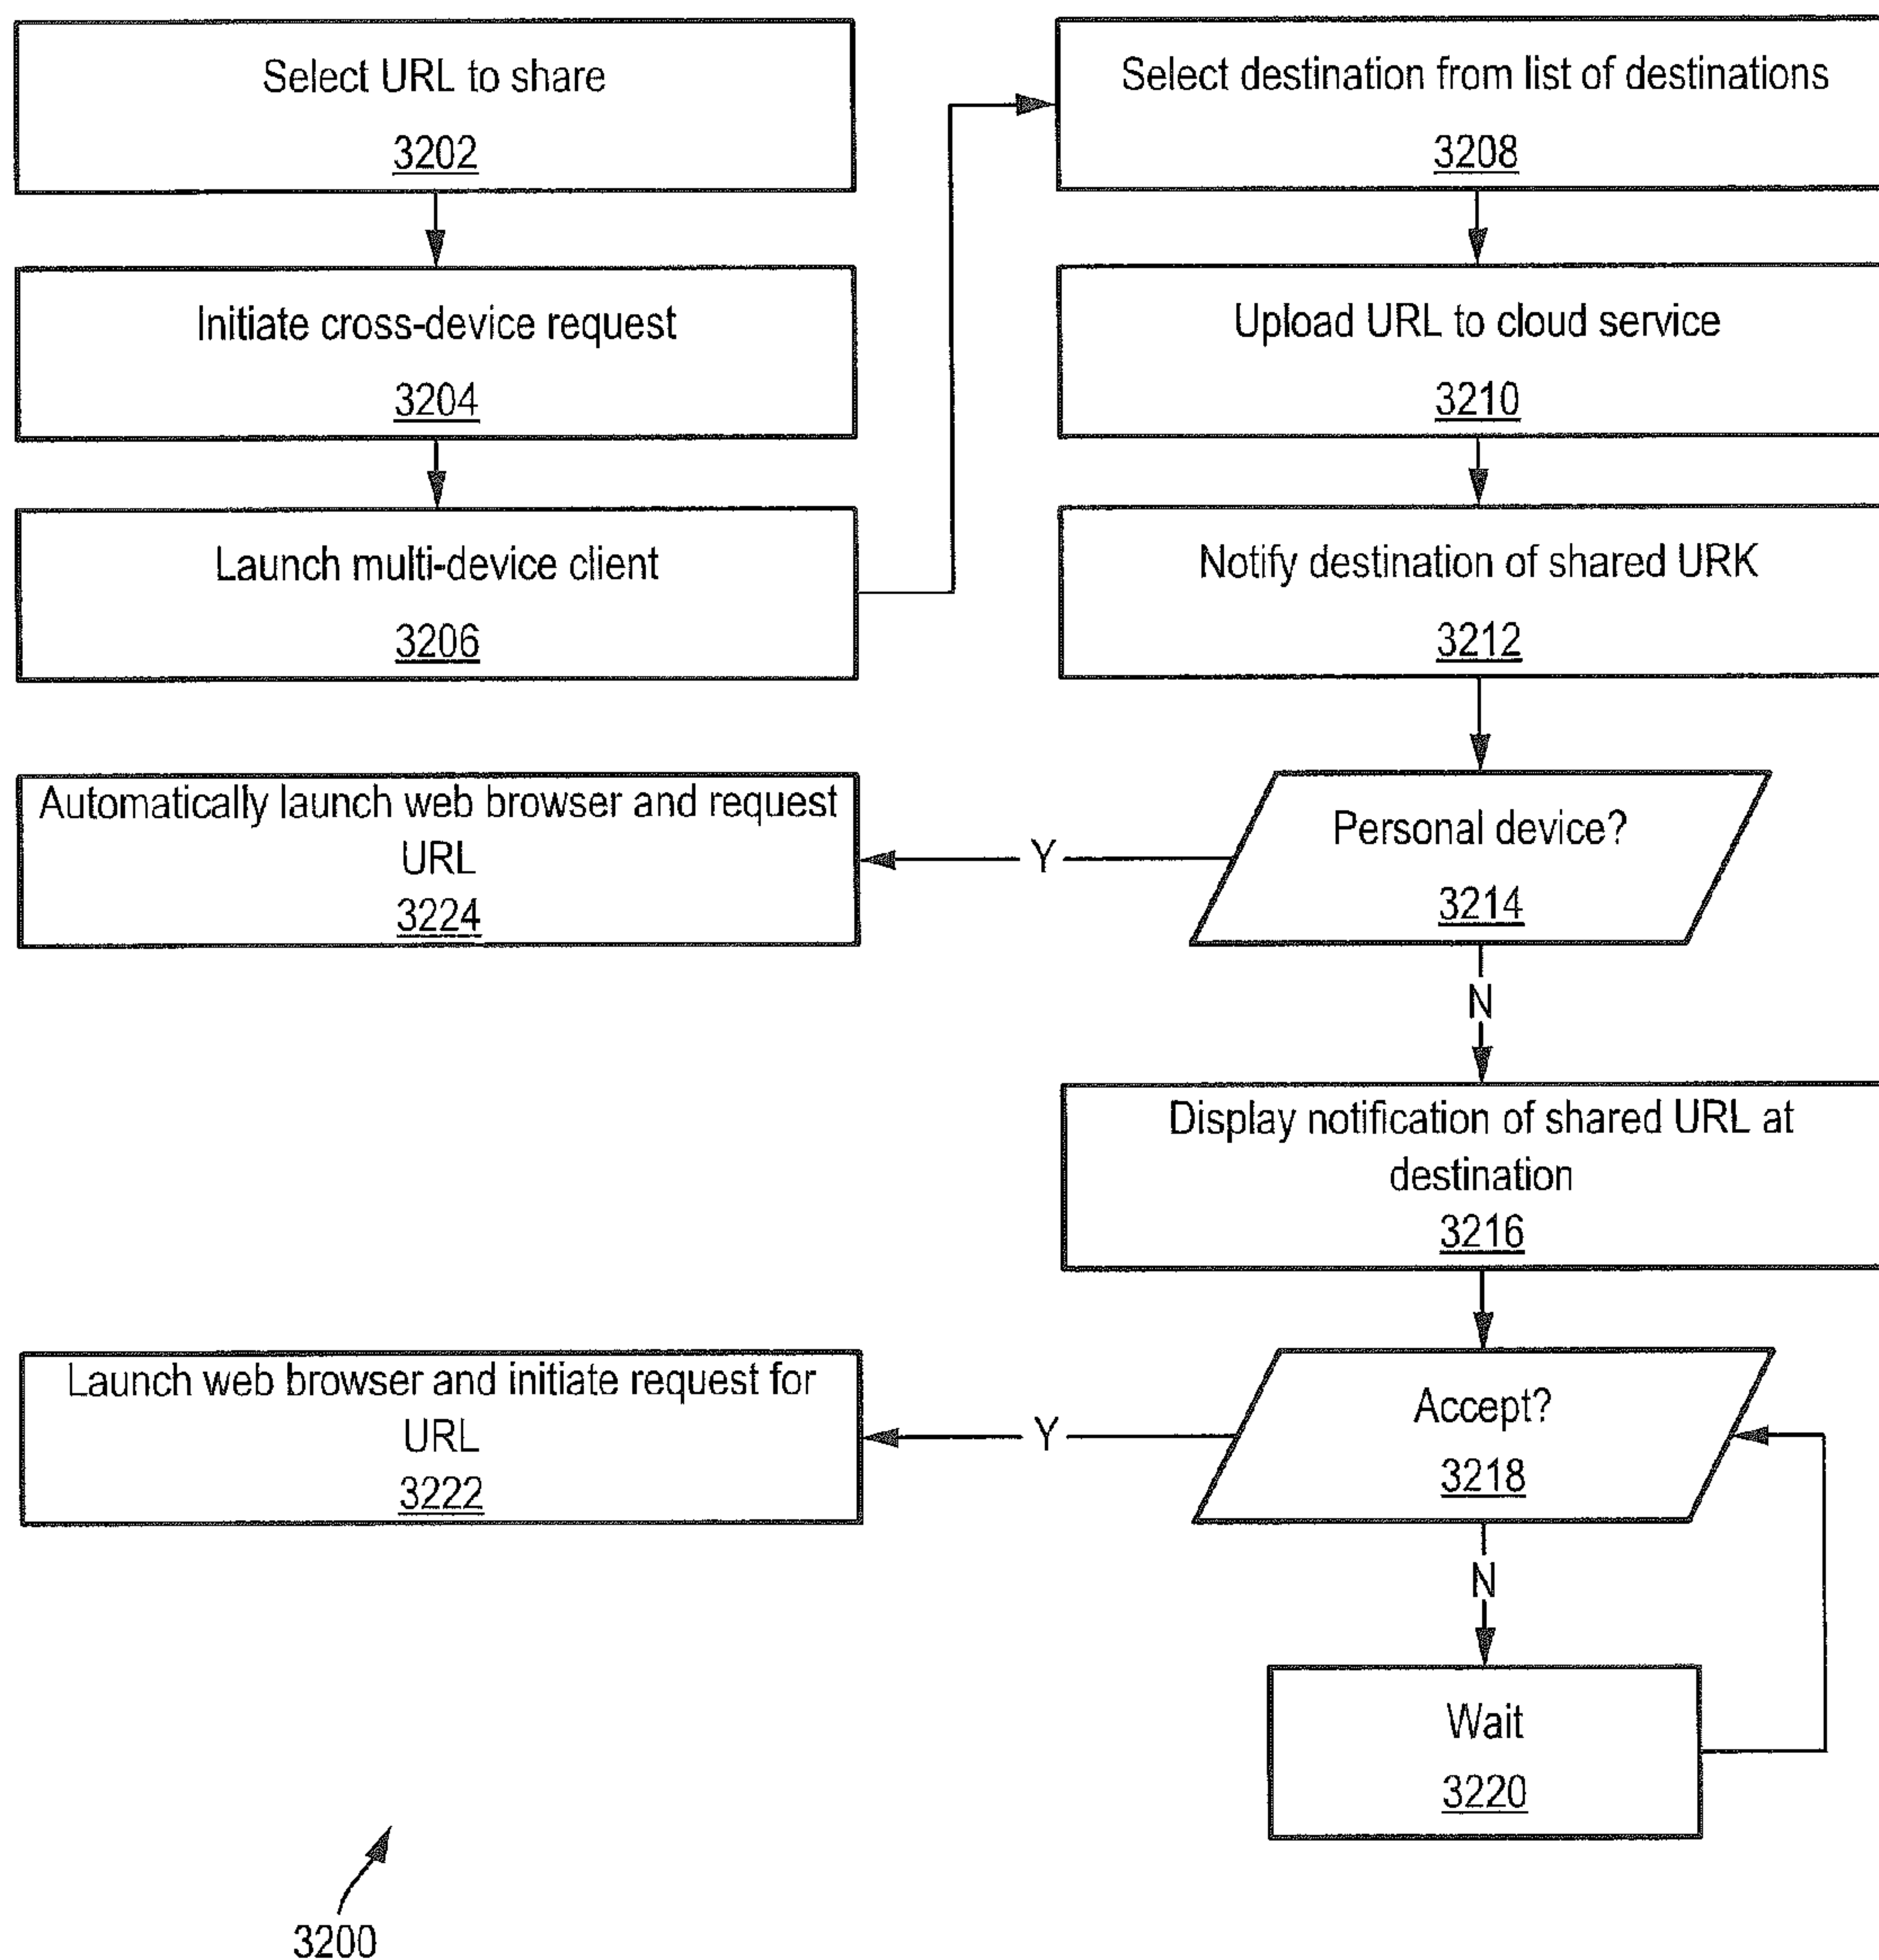 Select URL to share
3202
Initiate cross-device request
3204
Launch multi-device client
3206
Select destination from list of destinations
3208
Upload URL to cloud service
3210
Notify destination of shared URK
3212
Personal device?
3214
Y
Automatically launch web browser and request
URL
3224
N
Display notification of shared URL at
destination
3216
Accept?
3218
Y
Launch web browser and initiate request for
URL
3222
N
Wait
3220
3200